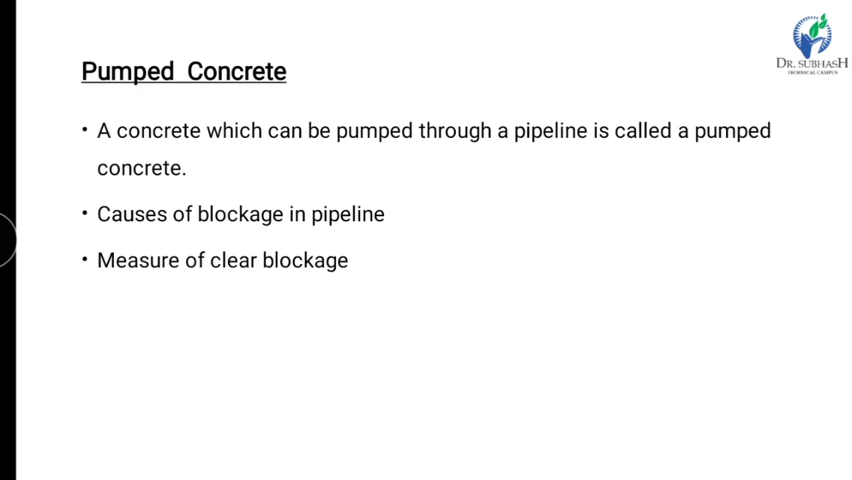 DR. SUBHASH
TECHNICAL CAMPUS
Pumped Concrete
• A concrete which can be pumped through a pipeline is called a pumped
concrete.
• Causes of blockage in pipeline
• Measure of clear blockage